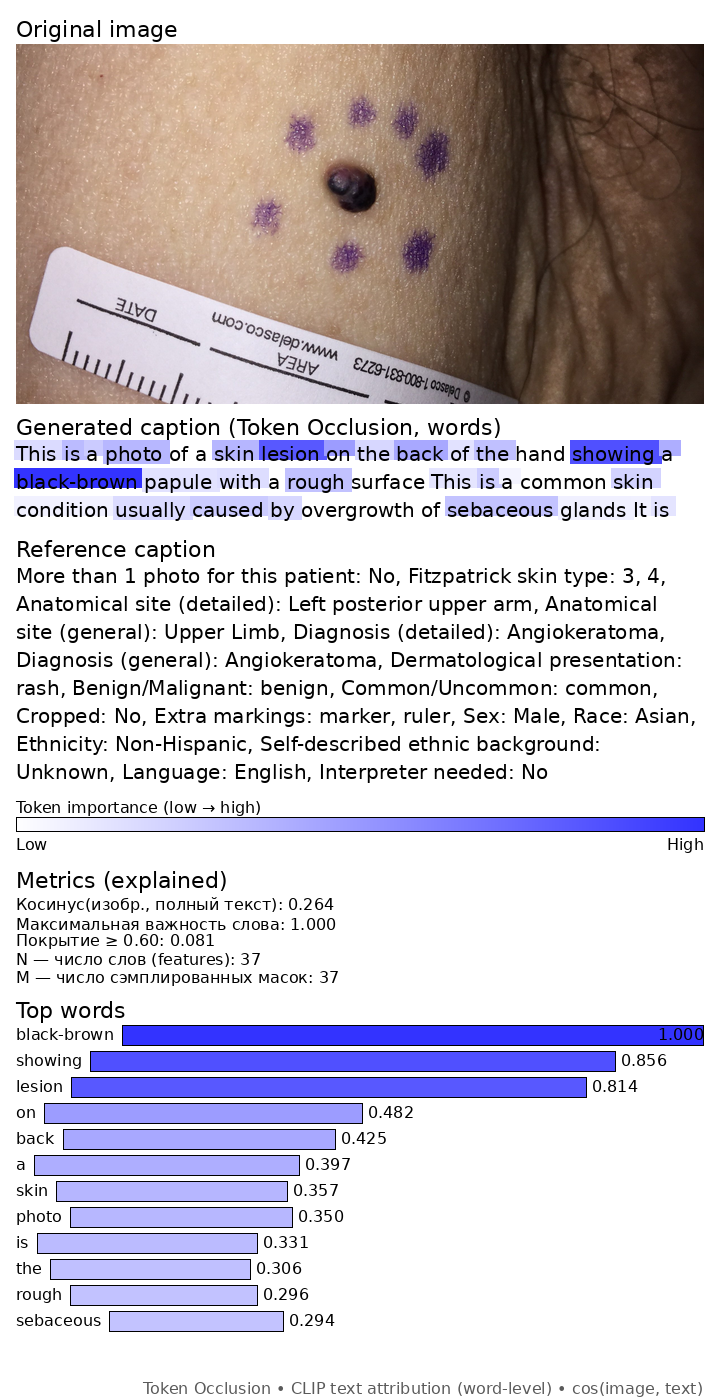 Original image
DATE
www.delasco.com
AREA
© Delasco 1-800-831-6273
Generated caption (Token Occlusion, words)
This is a photo of a skin lesion on the back of the hand showing a
black-brown papule with a rough surface This is a common skin
condition usually caused by overgrowth of sebaceous glands It is
Reference caption
More than 1 photo for this patient: No, Fitzpatrick skin type: 3, 4,
Anatomical site (detailed): Left posterior upper arm, Anatomical
site (general): Upper Limb, Diagnosis (detailed): Angiokeratoma,
Diagnosis (general): Angiokeratoma, Dermatological presentation:
rash, Benign/Malignant: benign, Common/Uncommon: common,
Cropped: No, Extra markings: marker, ruler, Sex: Male, Race: Asian,
Ethnicity: Non-Hispanic, Self-described ethnic background:
Unknown, Language: English, Interpreter needed: No
Token importance (low → high)
Low High
Metrics (explained)
Косинус(изобр., полный текст): 0.264
Максимальная важность слова: 1.000
Покрытие ≥ 0.60: 0.081
N — число слов (features): 37
M — число сэмплированных масок: 37
Top words
black-brown 1.000
showing 0.856
lesion 0.814
on 0.482
back 0.425
a 0.397
skin 0.357
photo 0.350
is 0.331
the 0.306
rough 0.296
sebaceous 0.294
Token Occlusion • CLIP text attribution (word-level) • cos(image, text)